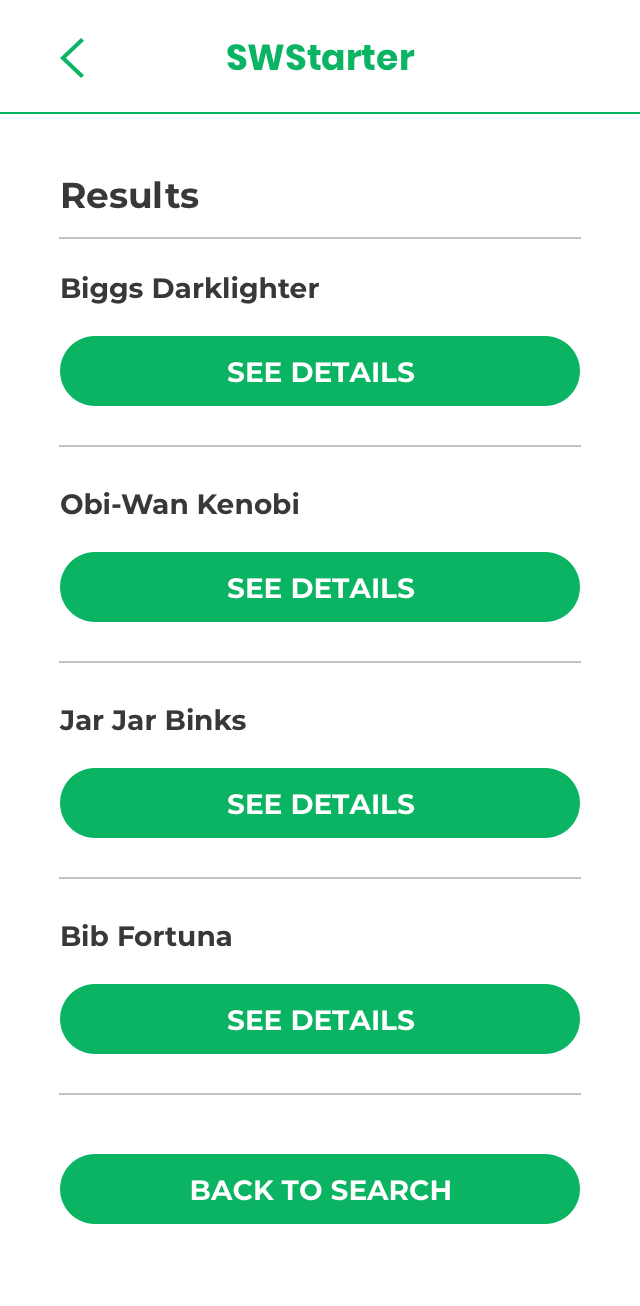 SWStarter
Results
Biggs Darklighter
SEE DETAILS
Obi-Wan Kenobi
SEE DETAILS
Jar Jar Binks
SEE DETAILS
Bib Fortuna
SEE DETAILS
BACK TO SEARCH